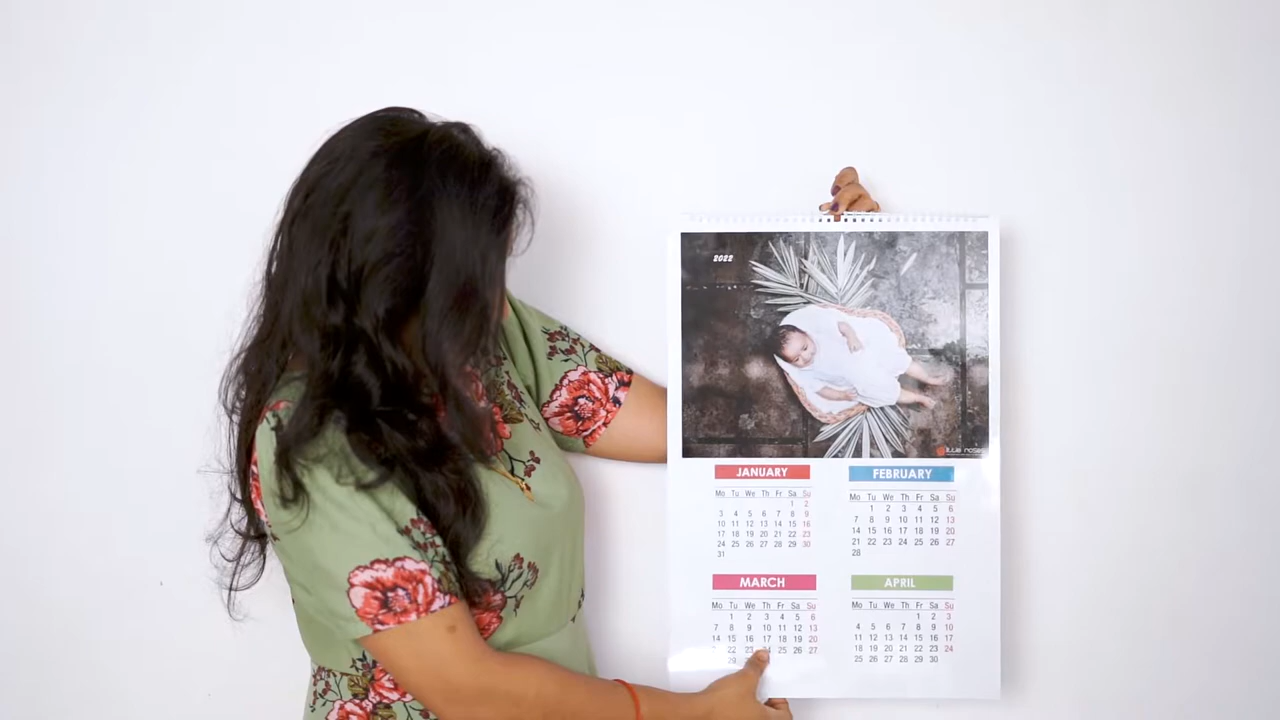 2022
JANUARY
Mo Tu We Th Fr Sa Su
1 2
3 4 5 6 7 8 9
10 11 12 13 14 15 16
17 18 19 20 21 22 23
24 25 26 27 28 29 30
31
FEBRUARY
Mo Tu We Th Fr Sa Su
1 2 3 4 5 6
7 8 9 10 11 12 13
14 15 16 17 18 19 20
21 22 23 24 25 26 27
28
MARCH
Mo Tu We Th Fr Sa Su
1 2 3 4 5 6
7 8 9 10 11 12 13
14 15 16 17 18 19 20
22 23 24 25 26 27
29
APRIL
Mo Tu We Th Fr Sa Su
1 2 3
4 5 6 7 8 9 10
11 12 13 14 15 16 17
18 19 20 21 22 23 24
25 26 27 28 29 30